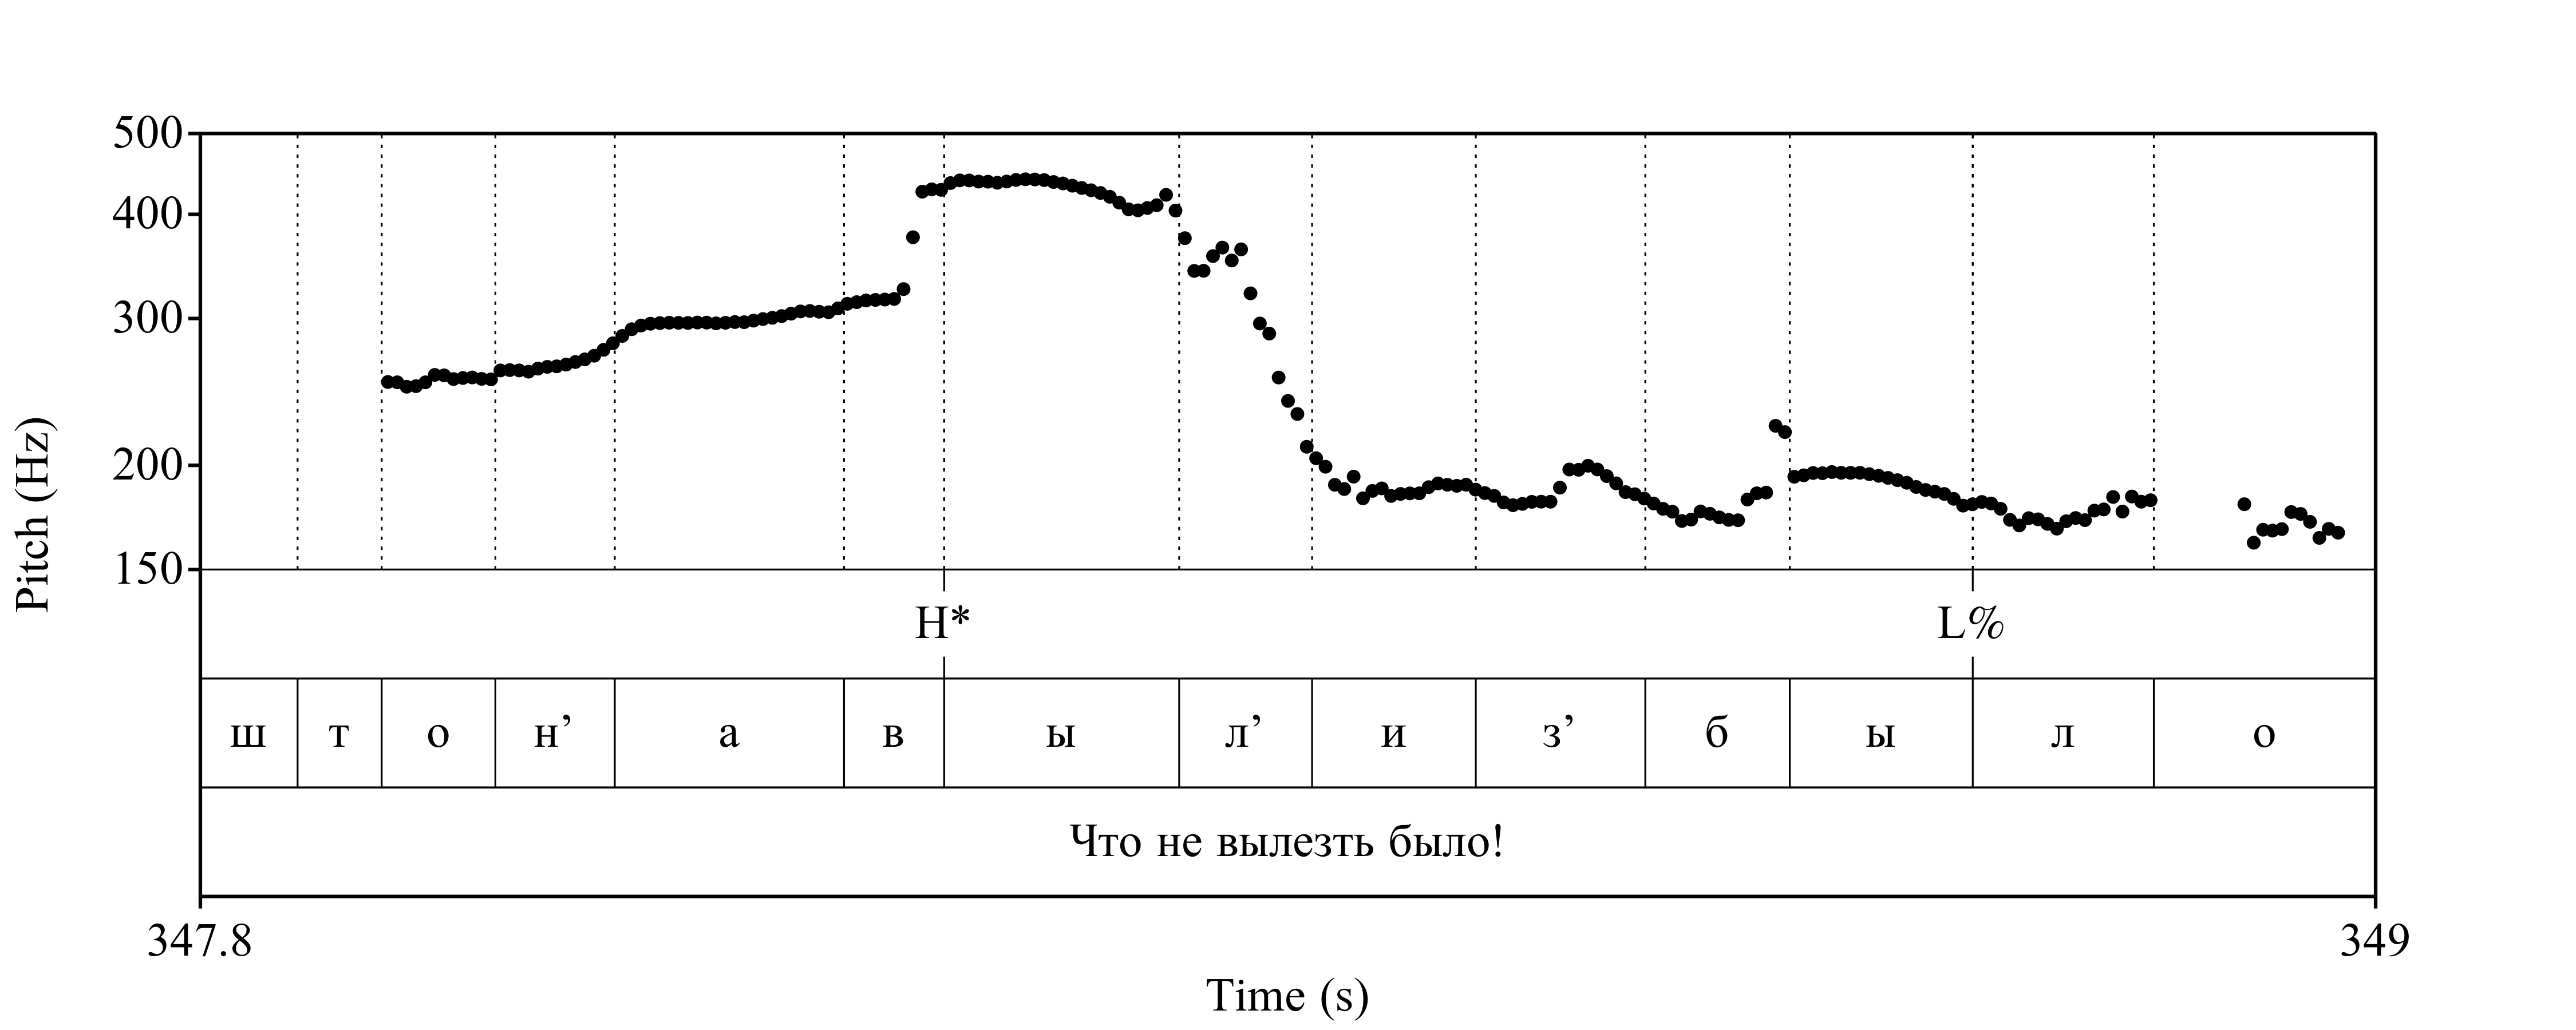 500
400
300
200
150
Pitch (Hz)
H* L%
ш т о н’ а в ы л’ и з’ б ы л о
Что не вылезть было!
347.8 349
Time (s)